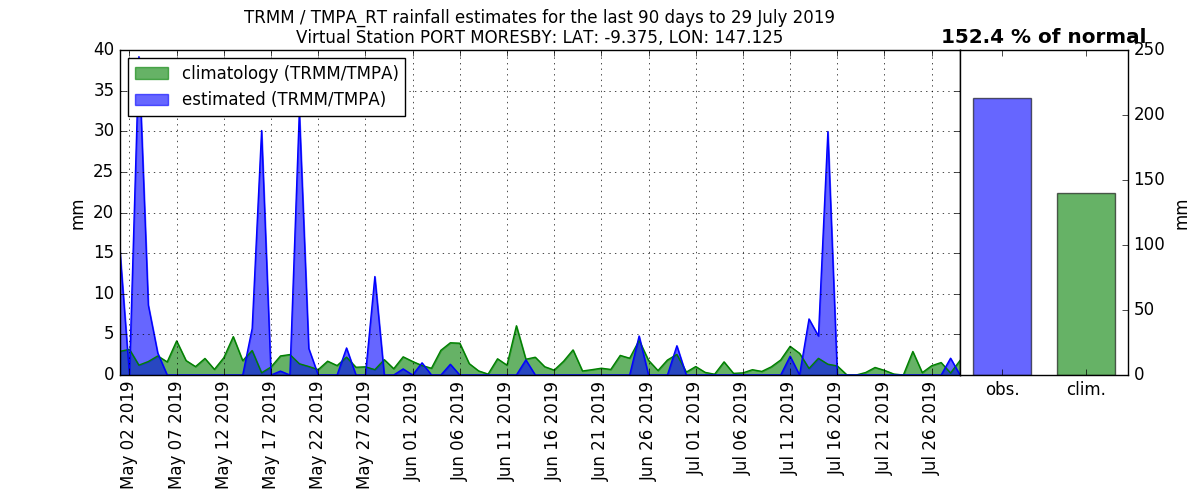 TRMM / TMPA_RT rainfall estimates for the last 90 days to 29 July 2019
Virtual Station PORT MORESBY: LAT: -9.375, LON: 147.125
152.4 % of normal
climatology (TRMM/TMPA)
estimated (TRMM/TMPA)
40
35
30
25
20
15
10
5
0
mm
May 02 2019
May 07 2019
May 12 2019
May 17 2019
May 22 2019
May 27 2019
Jun 01 2019
Jun 06 2019
Jun 11 2019
Jun 16 2019
Jun 21 2019
Jun 26 2019
Jul 01 2019
Jul 06 2019
Jul 11 2019
Jul 16 2019
Jul 21 2019
Jul 26 2019
250
200
150
100
50
0
mm
obs.
clim.